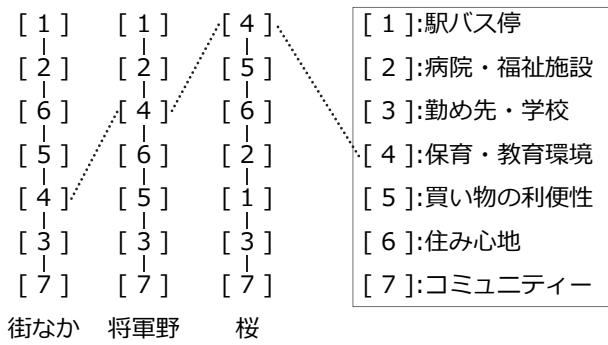 [ 1 ] [ 1 ] [ 4 ] [ 1 ]:駅バス停
[ 2 ] [ 2 ] [ 5 ] [ 2 ]:病院・福祉施設
[ 6 ] [ 4 ] [ 6 ] [ 3 ]:勤め先・学校
[ 5 ] [ 6 ] [ 2 ] [ 4 ]:保育・教育環境
[ 4 ] [ 5 ] [ 1 ] [ 5 ]:買い物の利便性
[ 3 ] [ 3 ] [ 3 ] [ 6 ]:住み心地
[ 7 ] [ 7 ] [ 7 ] [ 7 ]:コミュニティー
街なか 将軍野 桜